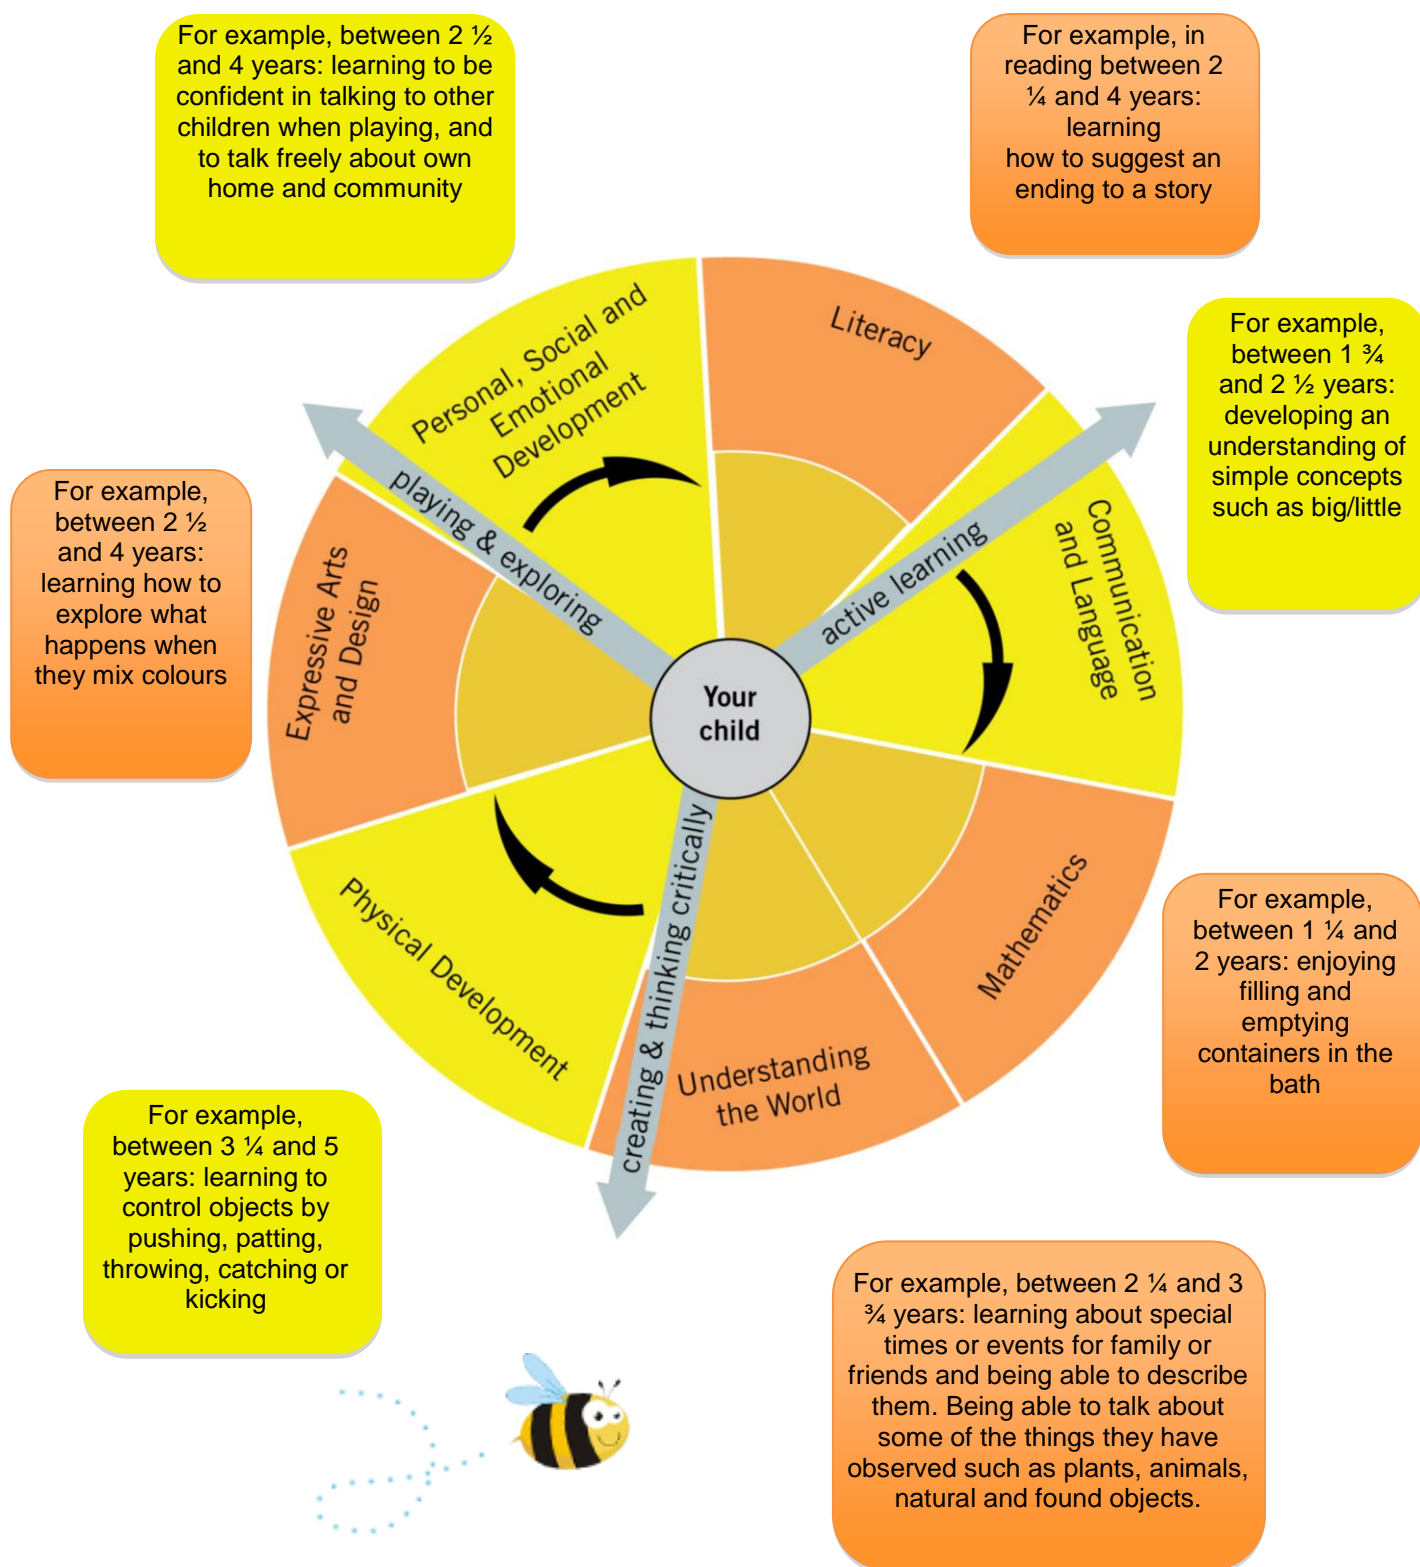 For example, between 2 ½
and 4 years: learning to be
confident in talking to other
children when playing, and
to talk freely about own
home and community
For example, in
reading between 2
¼ and 4 years:
learning
how to suggest an
ending to a story
For example,
between 1 ¾
and 2 ½ years:
developing an
understanding of
simple concepts
such as big/little
Personal, Social and
Emotional
Development
Literacy
playing & exploring
active learning
Communication
and Language
For example,
between 2 ½
and 4 years:
learning how to
explore what
happens when
they mix colours
Expressive Arts
and Design
Your
child
Mathematics
Physical Development
creating & thinking critically
Understanding
the World
For example,
between 1 ¼ and
2 years: enjoying
filling and
emptying
containers in the
bath
For example,
between 3 ¼ and 5
years: learning to
control objects by
pushing, patting,
throwing, catching or
kicking
For example, between 2 ¼ and 3
¾ years: learning about special
times or events for family or
friends and being able to describe
them. Being able to talk about
some of the things they have
observed such as plants, animals,
natural and found objects.